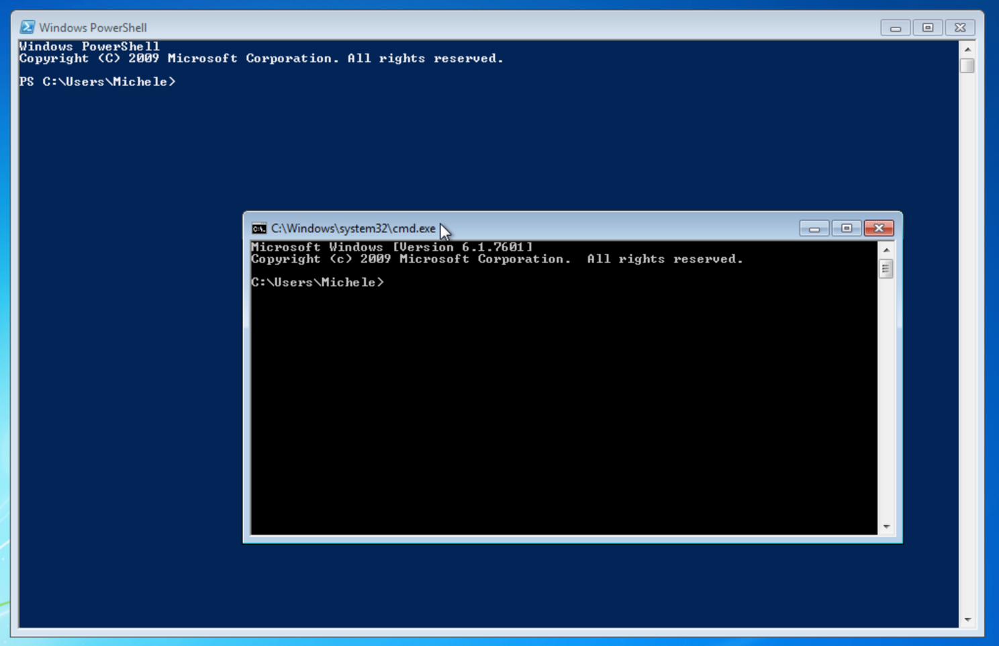 Windows PowerShell
Windows PowerShell
Copyright (C) 2009 Microsoft Corporation. All rights reserved.
PS C:\Users\Michele>
C:\Windows\system32\cmd.exe
Microsoft Windows [Version 6.1.7601]
Copyright (c) 2009 Microsoft Corporation.  All rights reserved.
C:\Users\Michele>